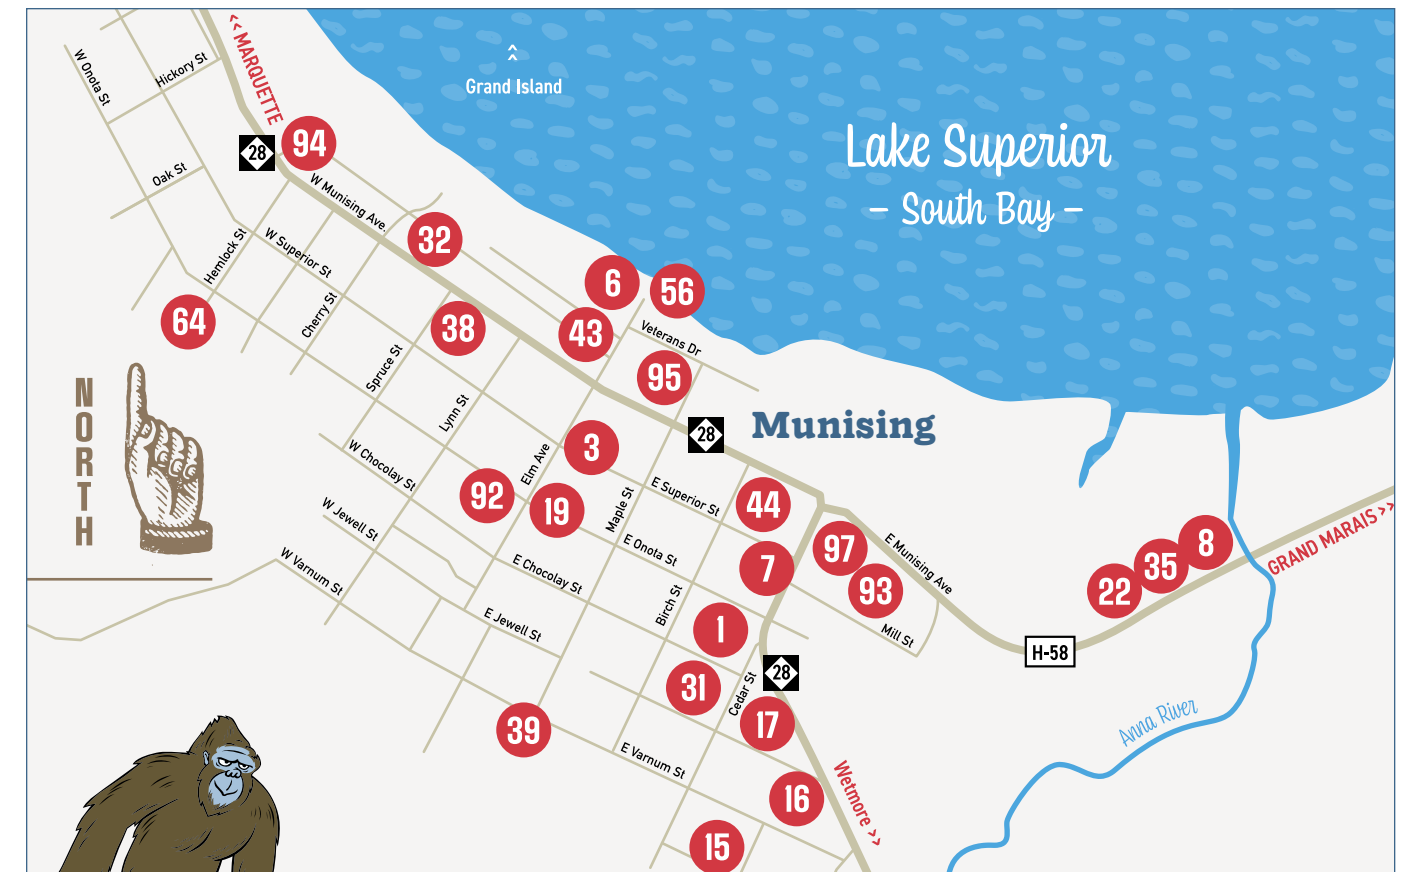 << MARQUETTE
W Onota St
Hickory St
Grand Island
Lake Superior
– South Bay –
28
94
Oak St
W Munising Ave.
32
Hemlock St
W Superior St
6
56
64
Cherry St
38
43
Veterans Dr
Spruce St
95
NORTH
Lynn St
28
Munising
3
Elm Ave
W Chocolay St
92
19
Maple St
E Superior St
44
W Jewell St
E Onota St
97
E Munising Ave
8
35
22
GRAND MARAIS >>
W Varnum St
E Chocolay St
7
93
Birch St
E Jewell St
1
Mill St
H-58
28
31
Cedar St
17
39
Anna River
E Varnum St
16
Wetmore >>
15